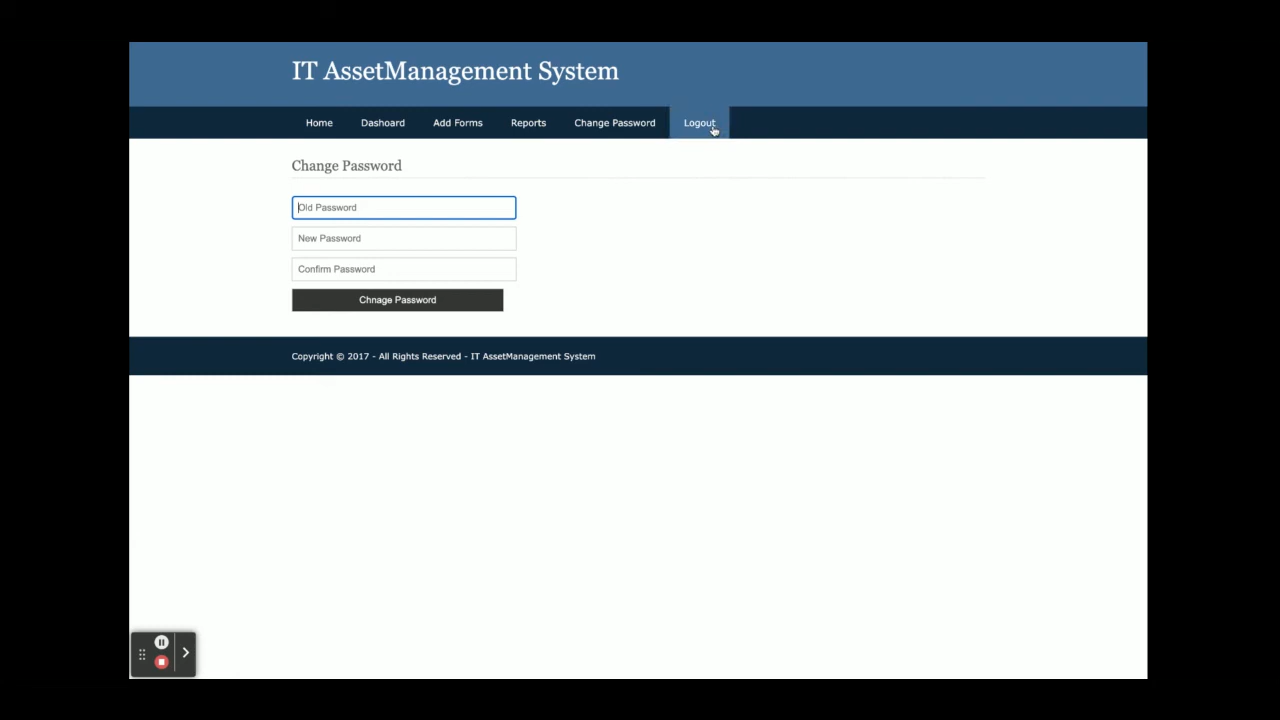 IT AssetManagement System
Home Dashoard Add Forms Reports Change Password Logout
Change Password
Old Password
New Password
Confirm Password
Chnage Password
Copyright © 2017 - All Rights Reserved - IT AssetManagement System